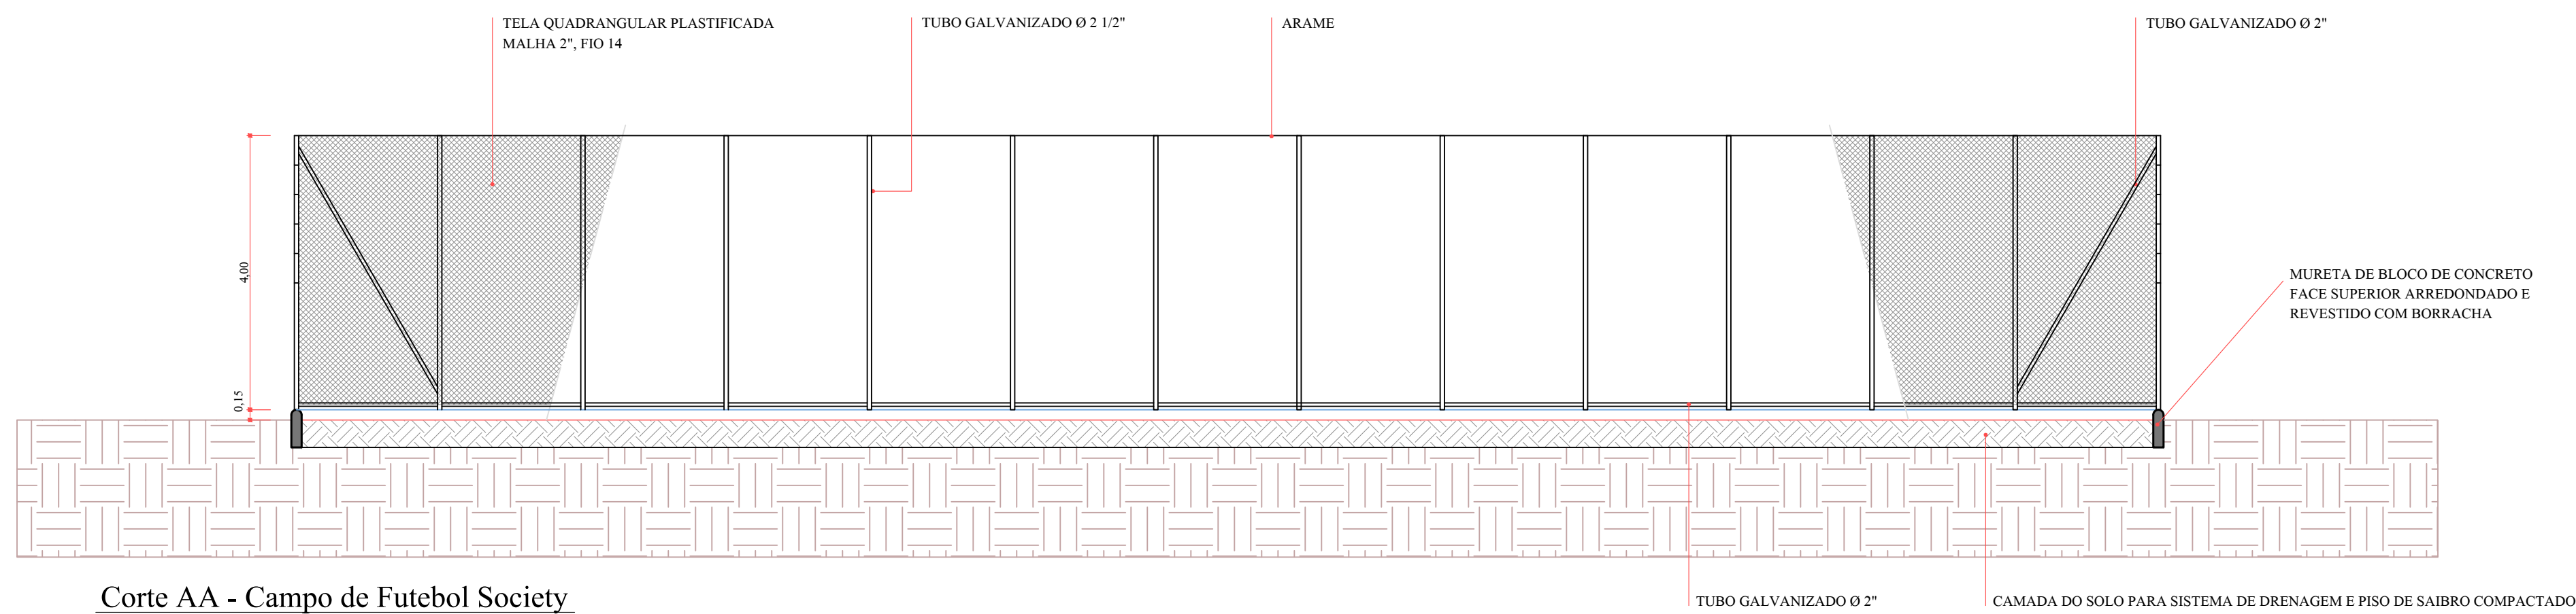 TELA QUADRANGULAR PLASTIFICADA
MALHA 2", FIO 14
TUBO GALVANIZADO Ø 2 1/2"
ARAME
TUBO GALVANIZADO Ø 2"
4,00
0,15
MURETA DE BLOCO DE CONCRETO
FACE SUPERIOR ARREDONDADO E
REVESTIDO COM BORRACHA
Corte AA - Campo de Futebol Society
TUBO GALVANIZADO Ø 2"
CAMADA DO SOLO PARA SISTEMA DE DRENAGEM E PISO DE SAIBRO COMPACTADO